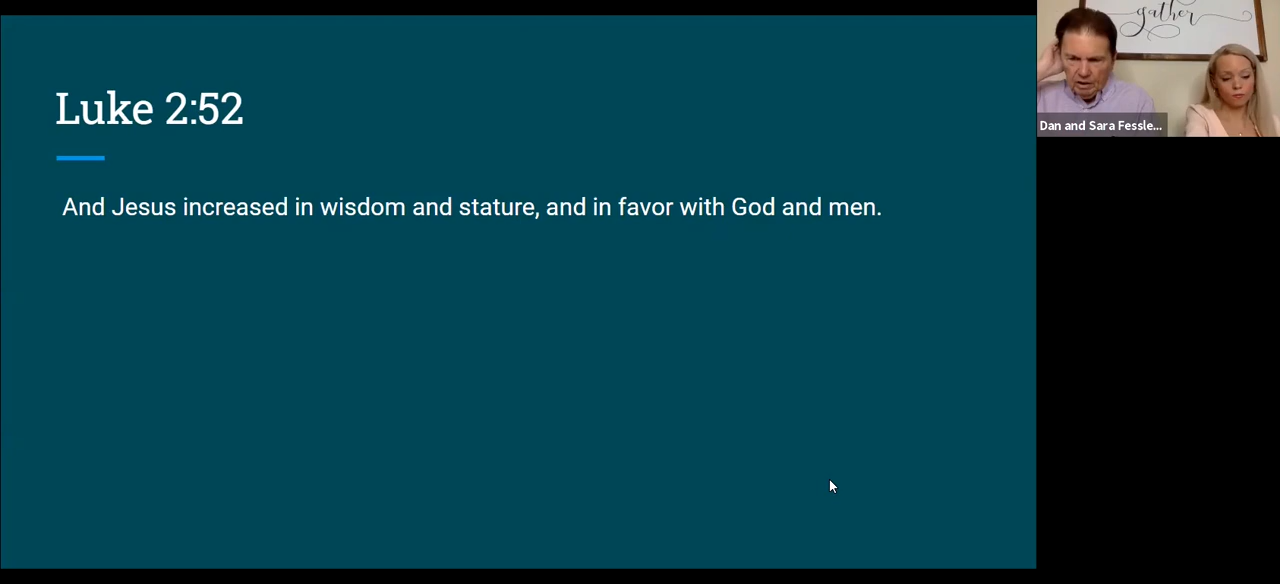 Luke 2:52
And Jesus increased in wisdom and stature, and in favor with God and men.
gather
Dan and Sara Fessle...